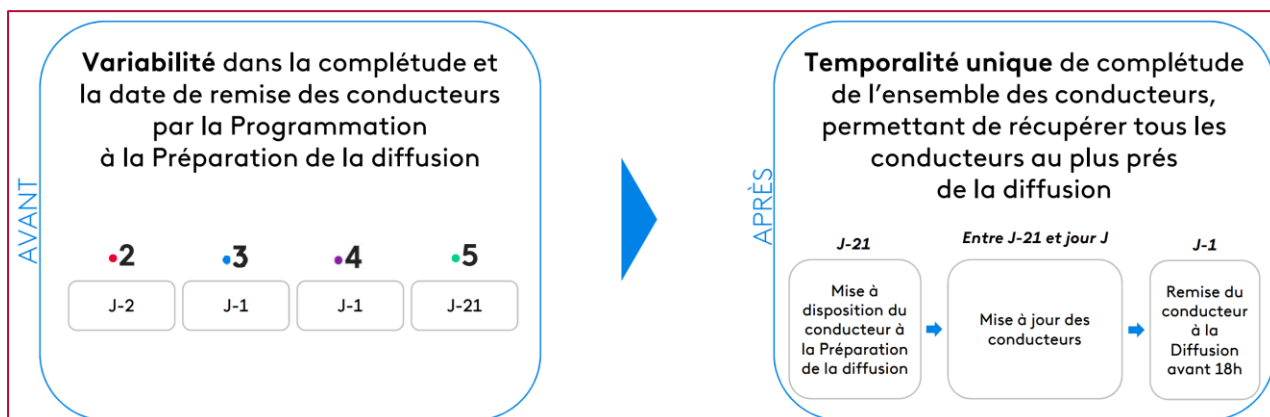 AVANT
Variabilité dans la complétude et
la date de remise des conducteurs
par la Programmation
à la Préparation de la diffusion
•2 •3 •4 •5
J-2 J-1 J-1 J-21
APRÈS
Temporalité unique de complétude
de l'ensemble des conducteurs,
permettant de récupérer tous les
conducteurs au plus prés
de la diffusion
J-21
Mise à
disposition du
conducteur à
la Préparation
de la diffusion
Entre J-21 et jour J
Mise à jour des
conducteurs
J-1
Remise du
conducteur
à la
Diffusion
avant 18h